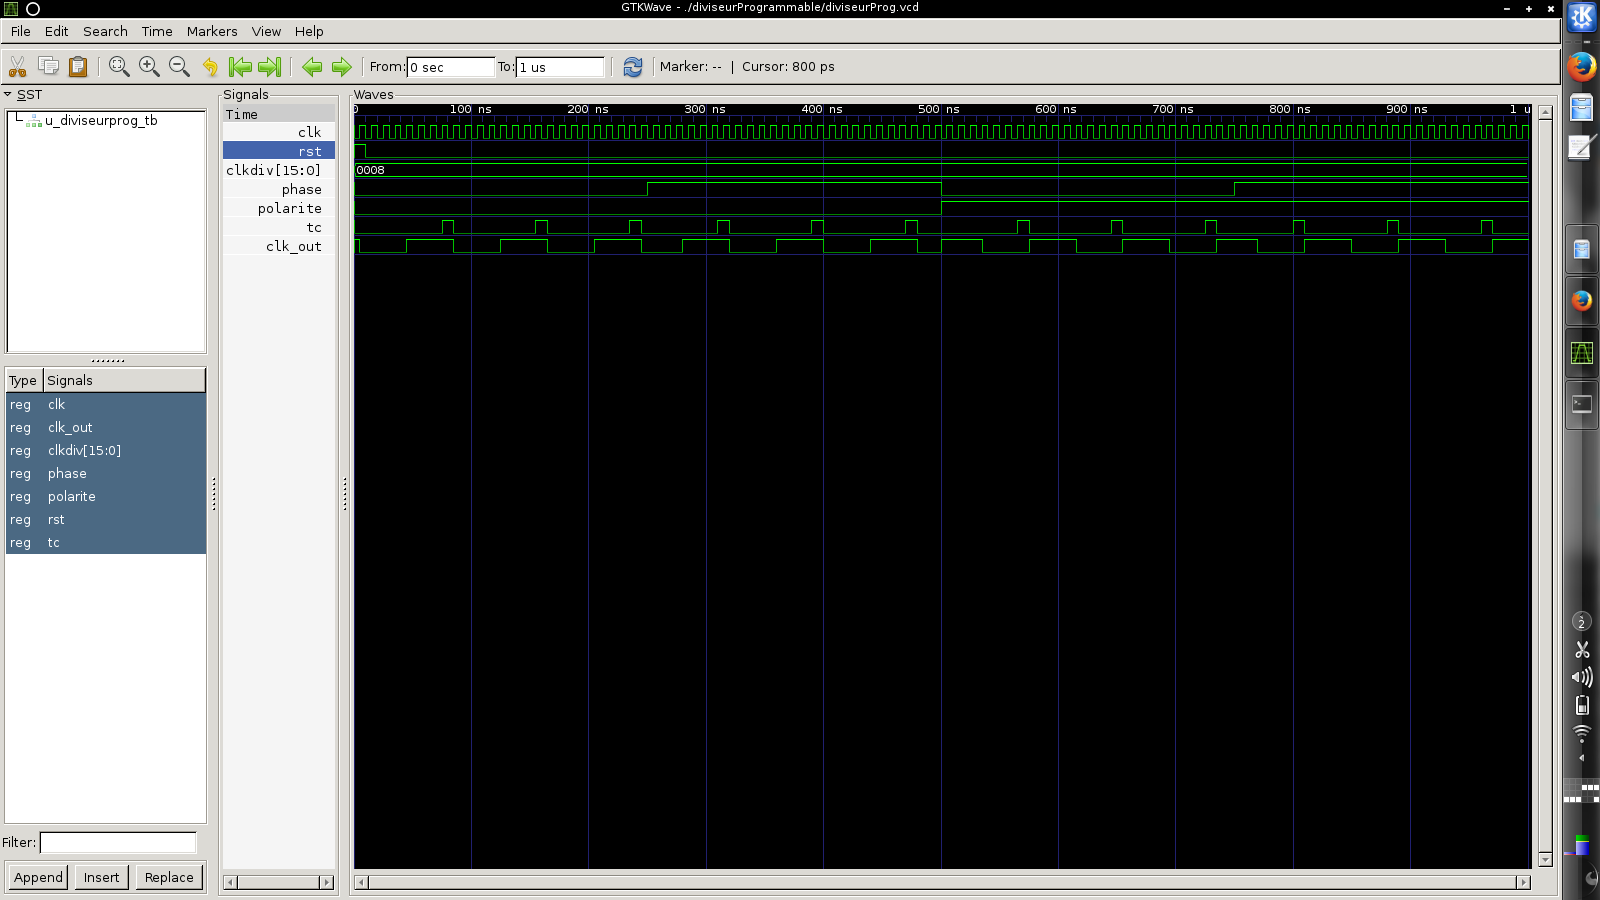 GTKWave - ./diviseurProgrammable/diviseurProg.vcd
File Edit Search Time Markers View Help
From: 0 sec To: 1 us Marker: -- | Cursor: 800 ps
SST
u_diviseurprog_tb
Type Signals
reg clk
reg clk_out
reg clkdiv[15:0]
reg phase
reg polarite
reg rst
reg tc
Filter:
Append Insert Replace
Signals
Time
clk
rst
clkdiv[15:0]
phase
polarite
tc
clk_out
Waves
0 100 ns 200 ns 300 ns 400 ns 500 ns 600 ns 700 ns 800 ns 900 ns 1 u
0008
2